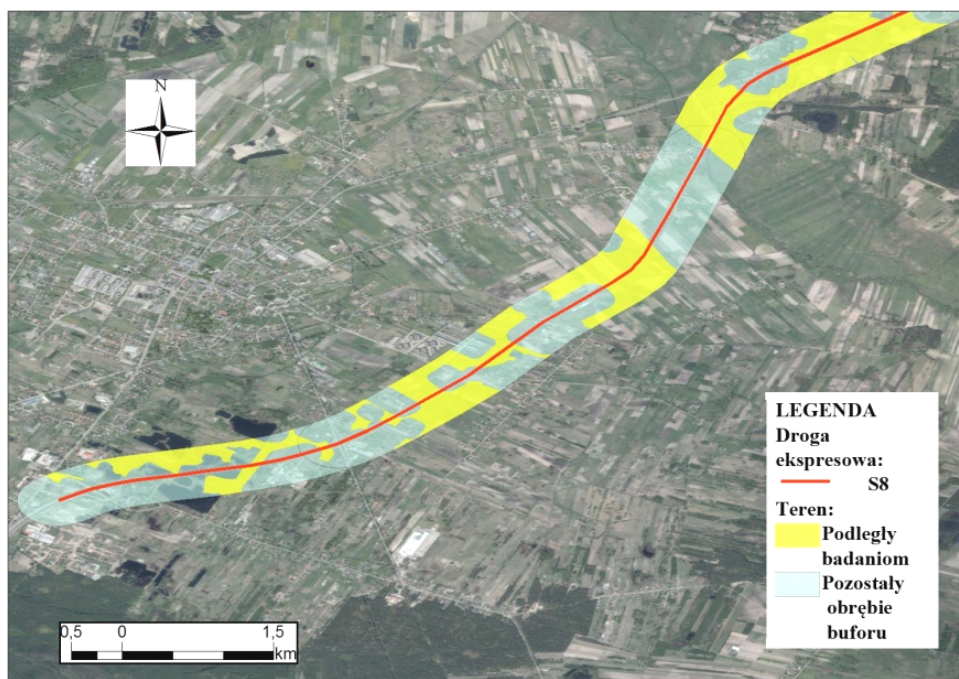 N
LEGENDA
Droga
ekspresowa:
S8
Teren:
Podległy
badaniom
Pozostały
obrębie
buforu
0,5 0 1,5
km